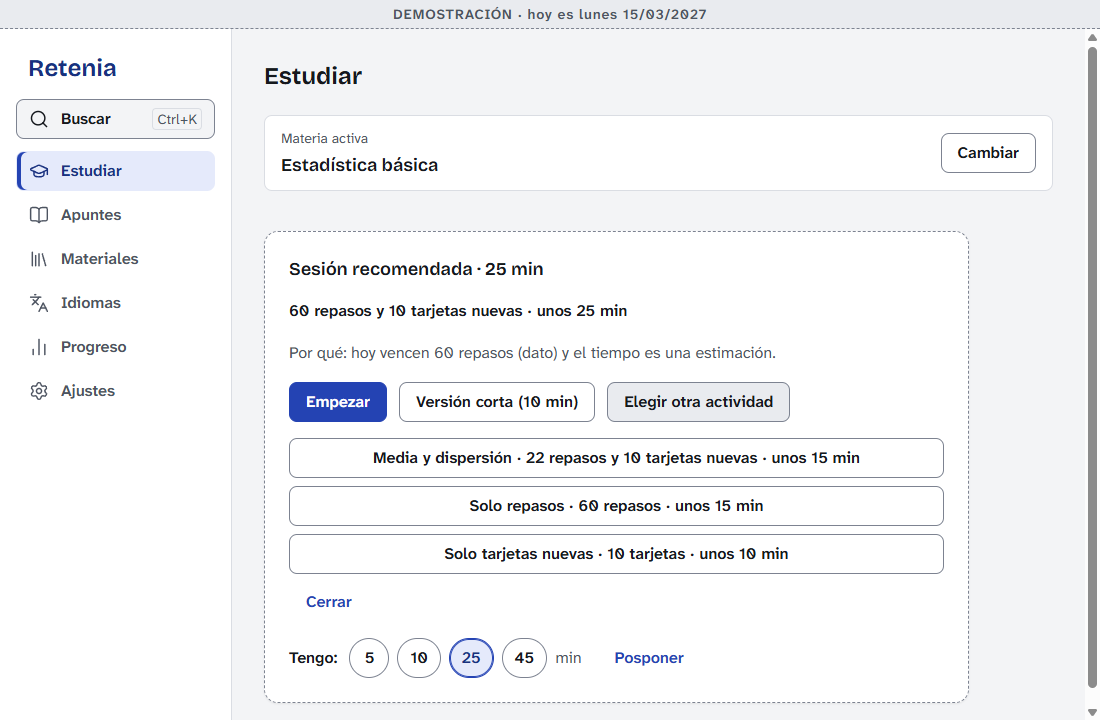 DEMOSTRACIÓN · hoy es lunes 15/03/2027
Retenia
Buscar Ctrl+K
Estudiar
Apuntes
Materiales
Idiomas
Progreso
Ajustes
Estudiar
Materia activa
Estadística básica
Cambiar
Sesión recomendada · 25 min
60 repasos y 10 tarjetas nuevas · unos 25 min
Por qué: hoy vencen 60 repasos (dato) y el tiempo es una estimación.
Empezar Versión corta (10 min) Elegir otra actividad
Media y dispersión · 22 repasos y 10 tarjetas nuevas · unos 15 min
Solo repasos · 60 repasos · unos 15 min
Solo tarjetas nuevas · 10 tarjetas · unos 10 min
Cerrar
Tengo: 5 10 25 45 min Posponer